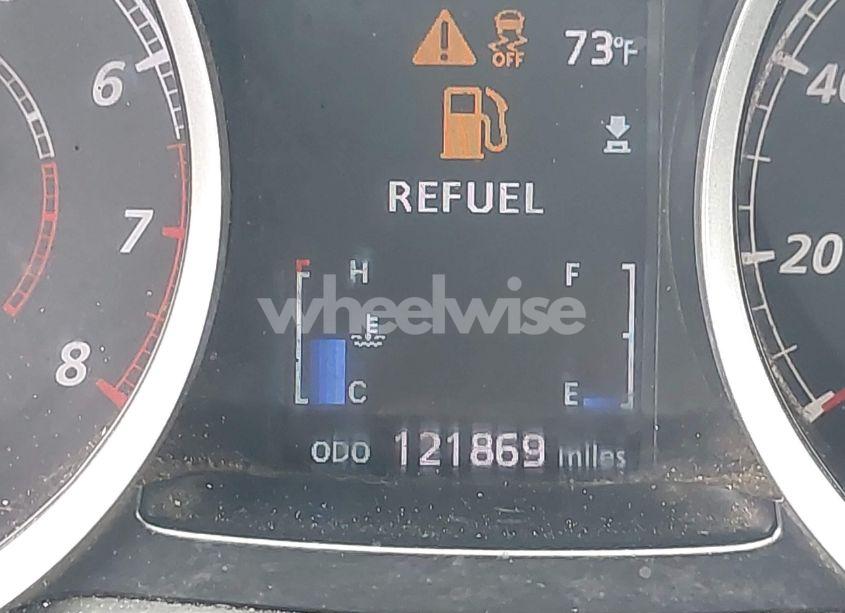 OFF
73°F
6
40
REFUEL
7
20
H
F
wheelwise
8
C
E
ODO 121869 miles